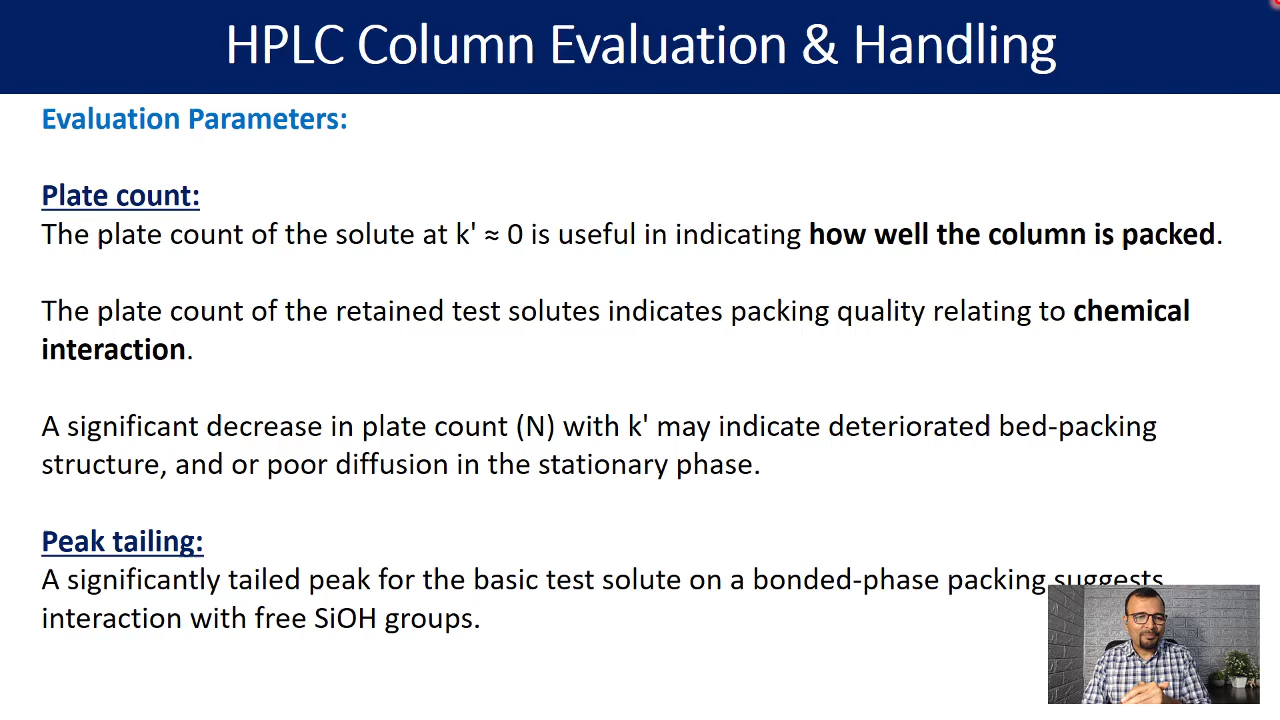 HPLC Column Evaluation & Handling
Evaluation Parameters:
Plate count:
The plate count of the solute at k' ≈ 0 is useful in indicating how well the column is packed.
The plate count of the retained test solutes indicates packing quality relating to chemical
interaction.
A significant decrease in plate count (N) with k' may indicate deteriorated bed-packing
structure, and or poor diffusion in the stationary phase.
Peak tailing:
A significantly tailed peak for the basic test solute on a bonded-phase packing suggests
interaction with free SiOH groups.